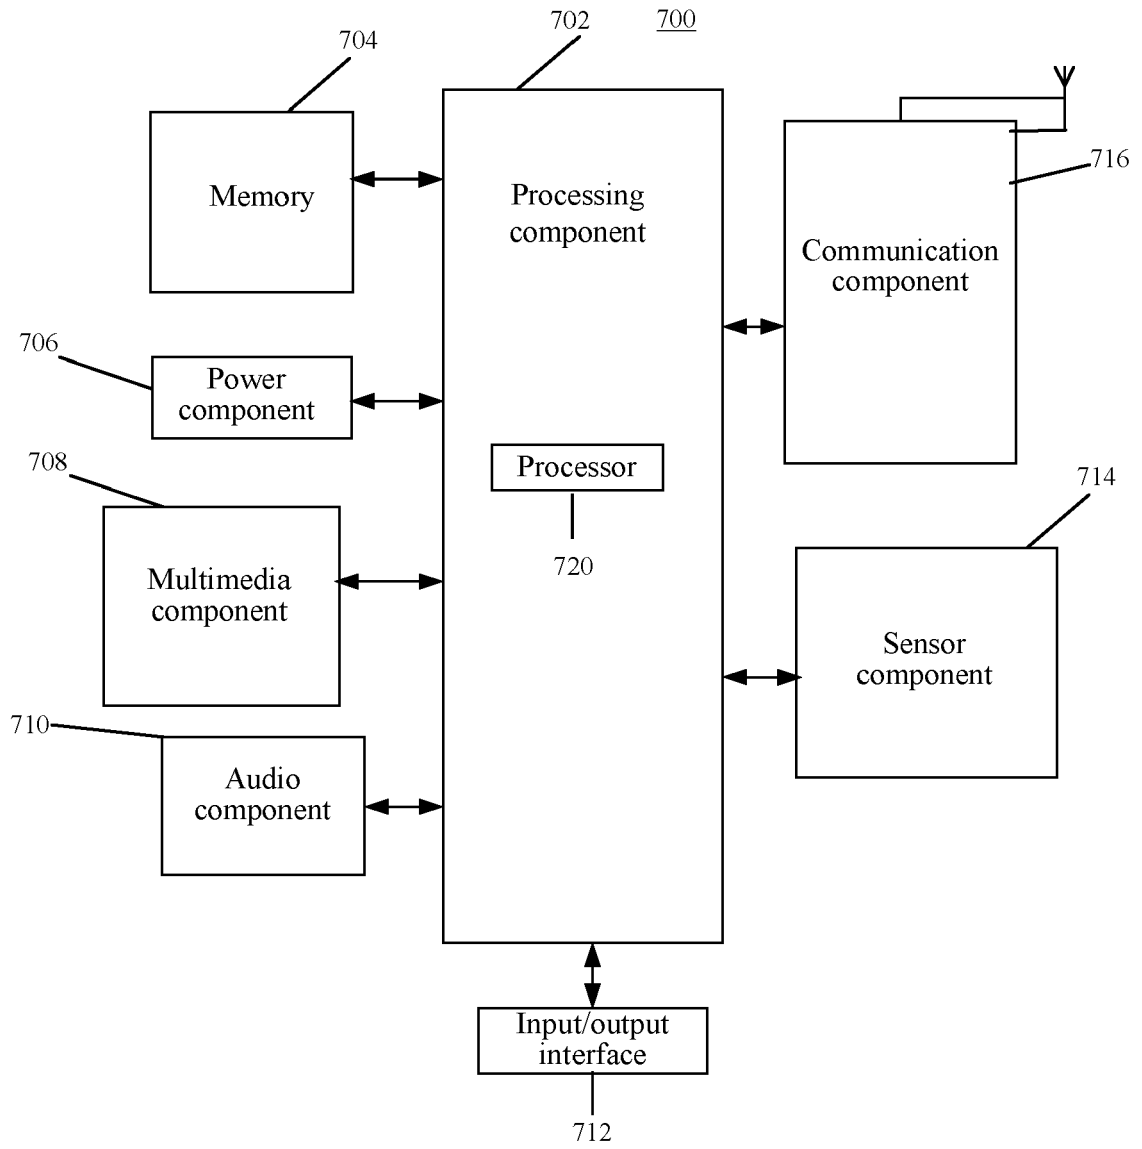 702
700
704
716
Memory
Processing
component
Communication
component
706
Power
component
708
Processor
714
720
Multimedia
component
Sensor
component
710
Audio
component
Input/output
interface
712